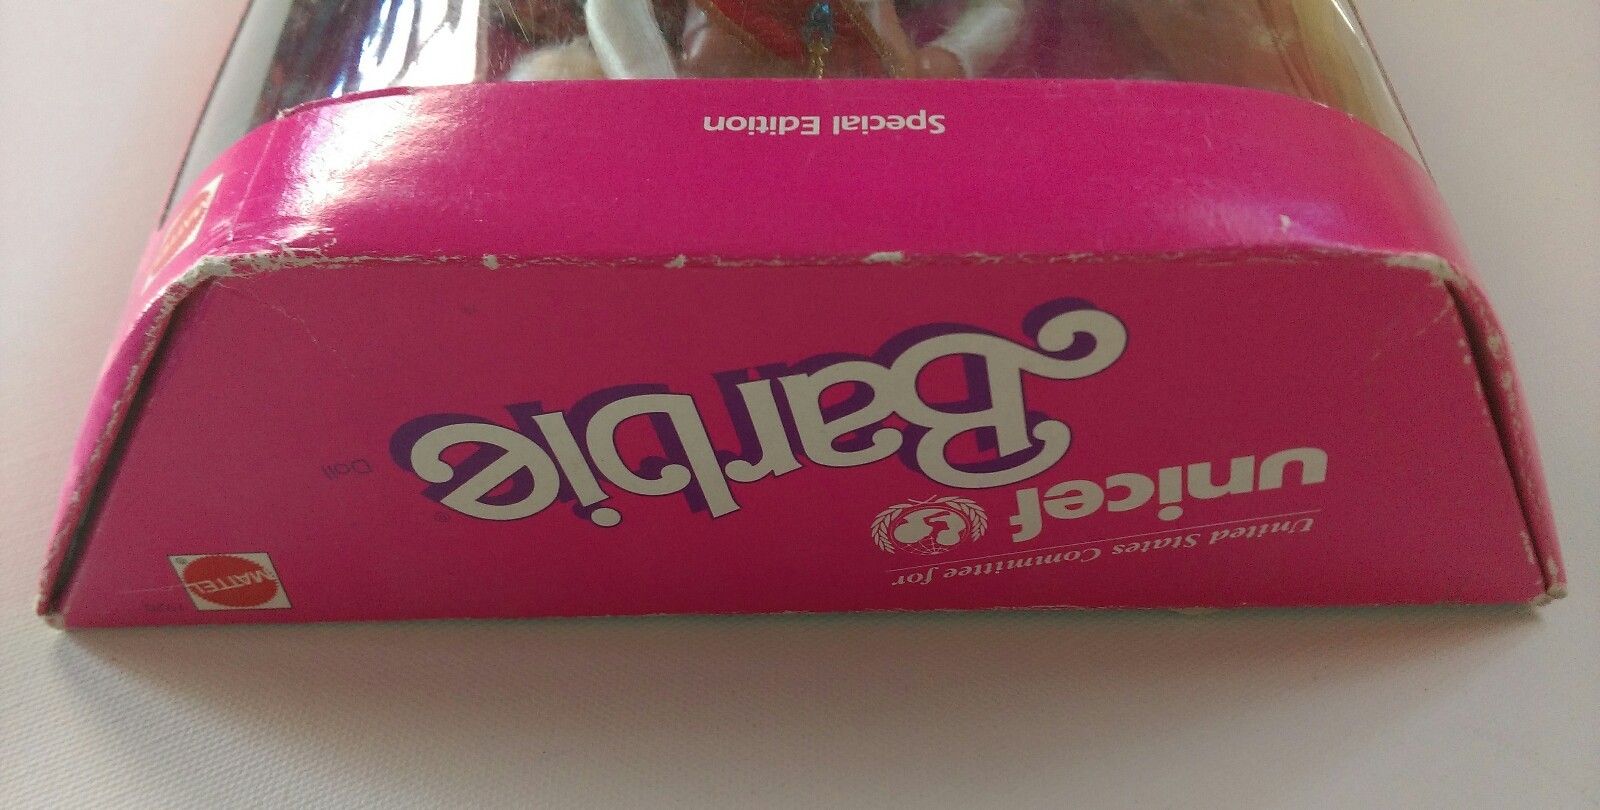 Special Edition
United States Committee for
unicef
Barbie®
Doll
MATTEL®